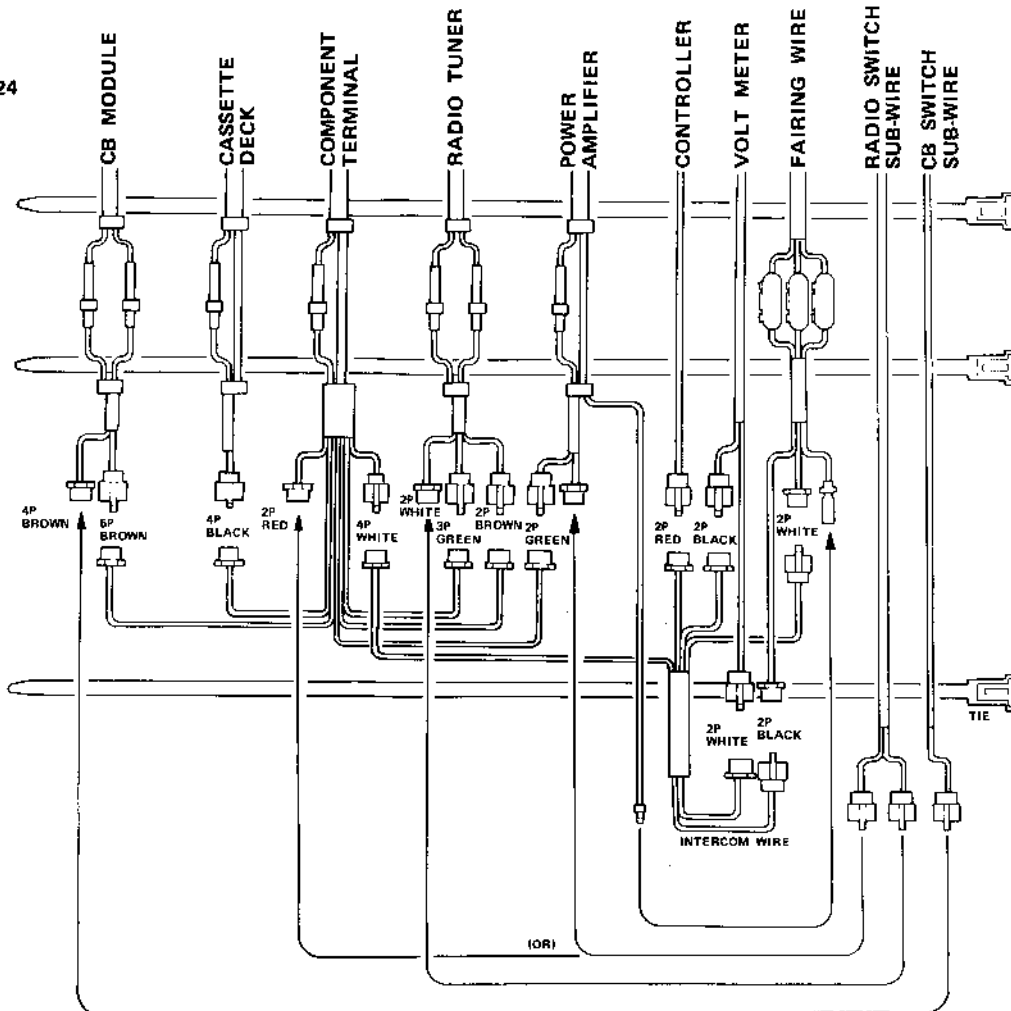 24
CB MODULE
CASSETTE
DECK
COMPONENT
TERMINAL
RADIO TUNER
POWER
AMPLIFIER
CONTROLLER
VOLT METER
FAIRING WIRE
RADIO SWITCH
SUB-WIRE
CB SWITCH
SUB-WIRE
4P
BROWN
6P
BROWN
4P
BLACK
2P
RED
4P
WHITE
2P
WHITE
3P
GREEN
2P
BROWN
2P
GREEN
2P
RED
2P
BLACK
2P
WHITE
2P
WHITE
2P
BLACK
TIE
INTERCOM WIRE
(OR)